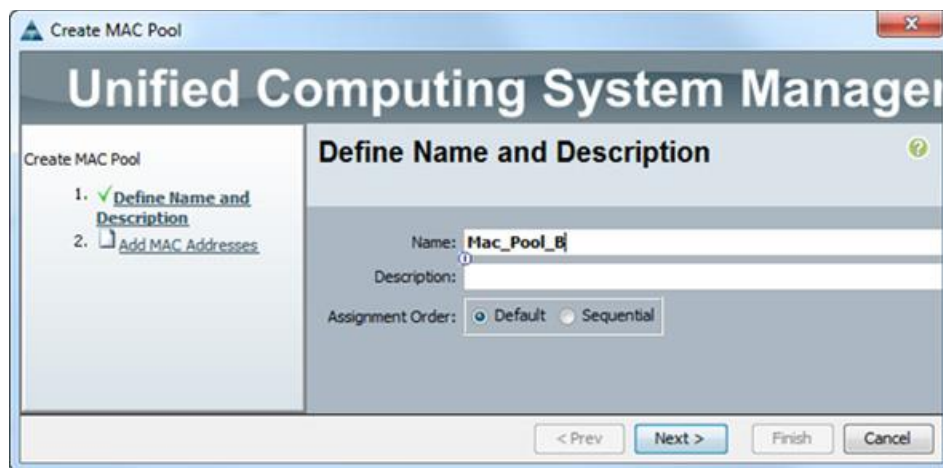 Create MAC Pool
Unified Computing System Manager
Create MAC Pool
1. Define Name and
Description
2. Add MAC Addresses
Define Name and Description
Name: Mac_Pool_B
Description:
Assignment Order: Default Sequential
< Prev Next > Finish Cancel